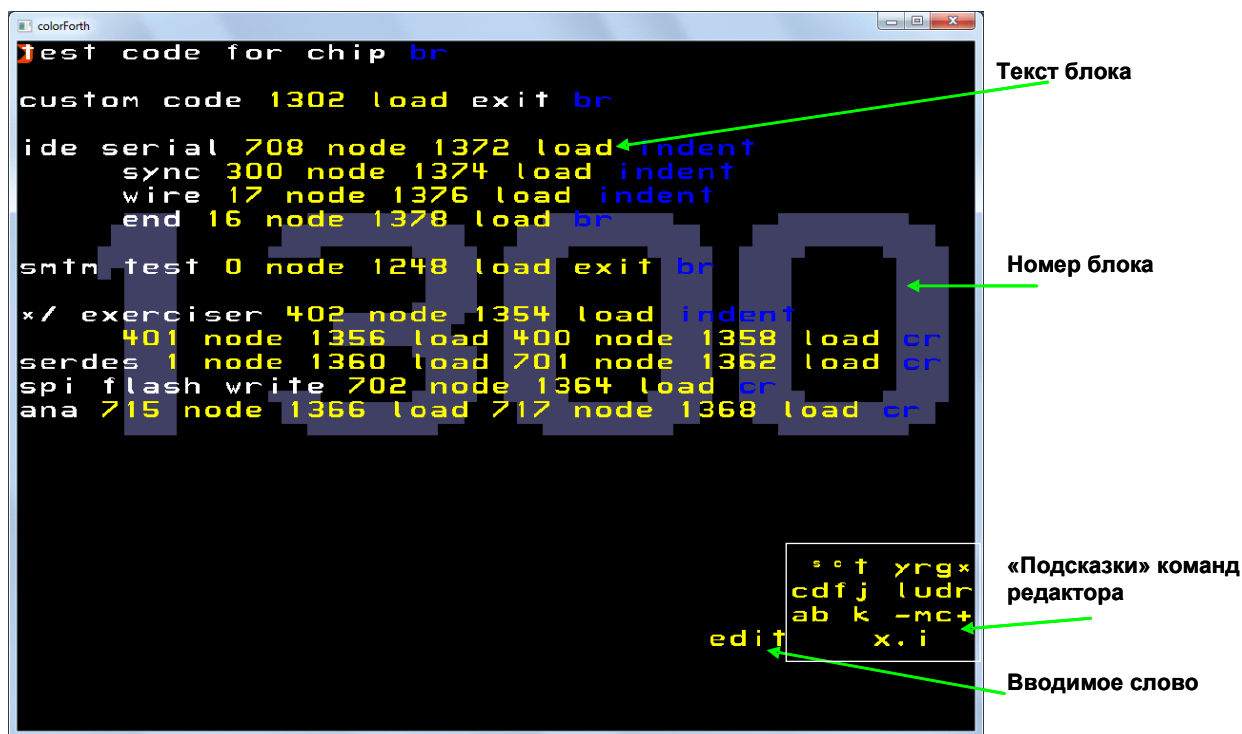 colorForth
test code for chip br
custom code 1302 load exit br
ide serial 708 node 1372 load indent
sync 300 node 1374 load indent
wire 17 node 1376 load indent
end 16 node 1378 load br
smtm test 0 node 1248 load exit br
×/ exerciser 402 node 1354 load indent
401 node 1356 load 400 node 1358 load cr
serdes 1 node 1360 load 701 node 1362 load cr
spi flash write 702 node 1364 load cr
ana 715 node 1366 load 717 node 1368 load cr
1300
s c t yrg×
cdfj ludr
ab k -mc+
edit x.i
Текст блока
Номер блока
«Подсказки» команд
редактора
Вводимое слово